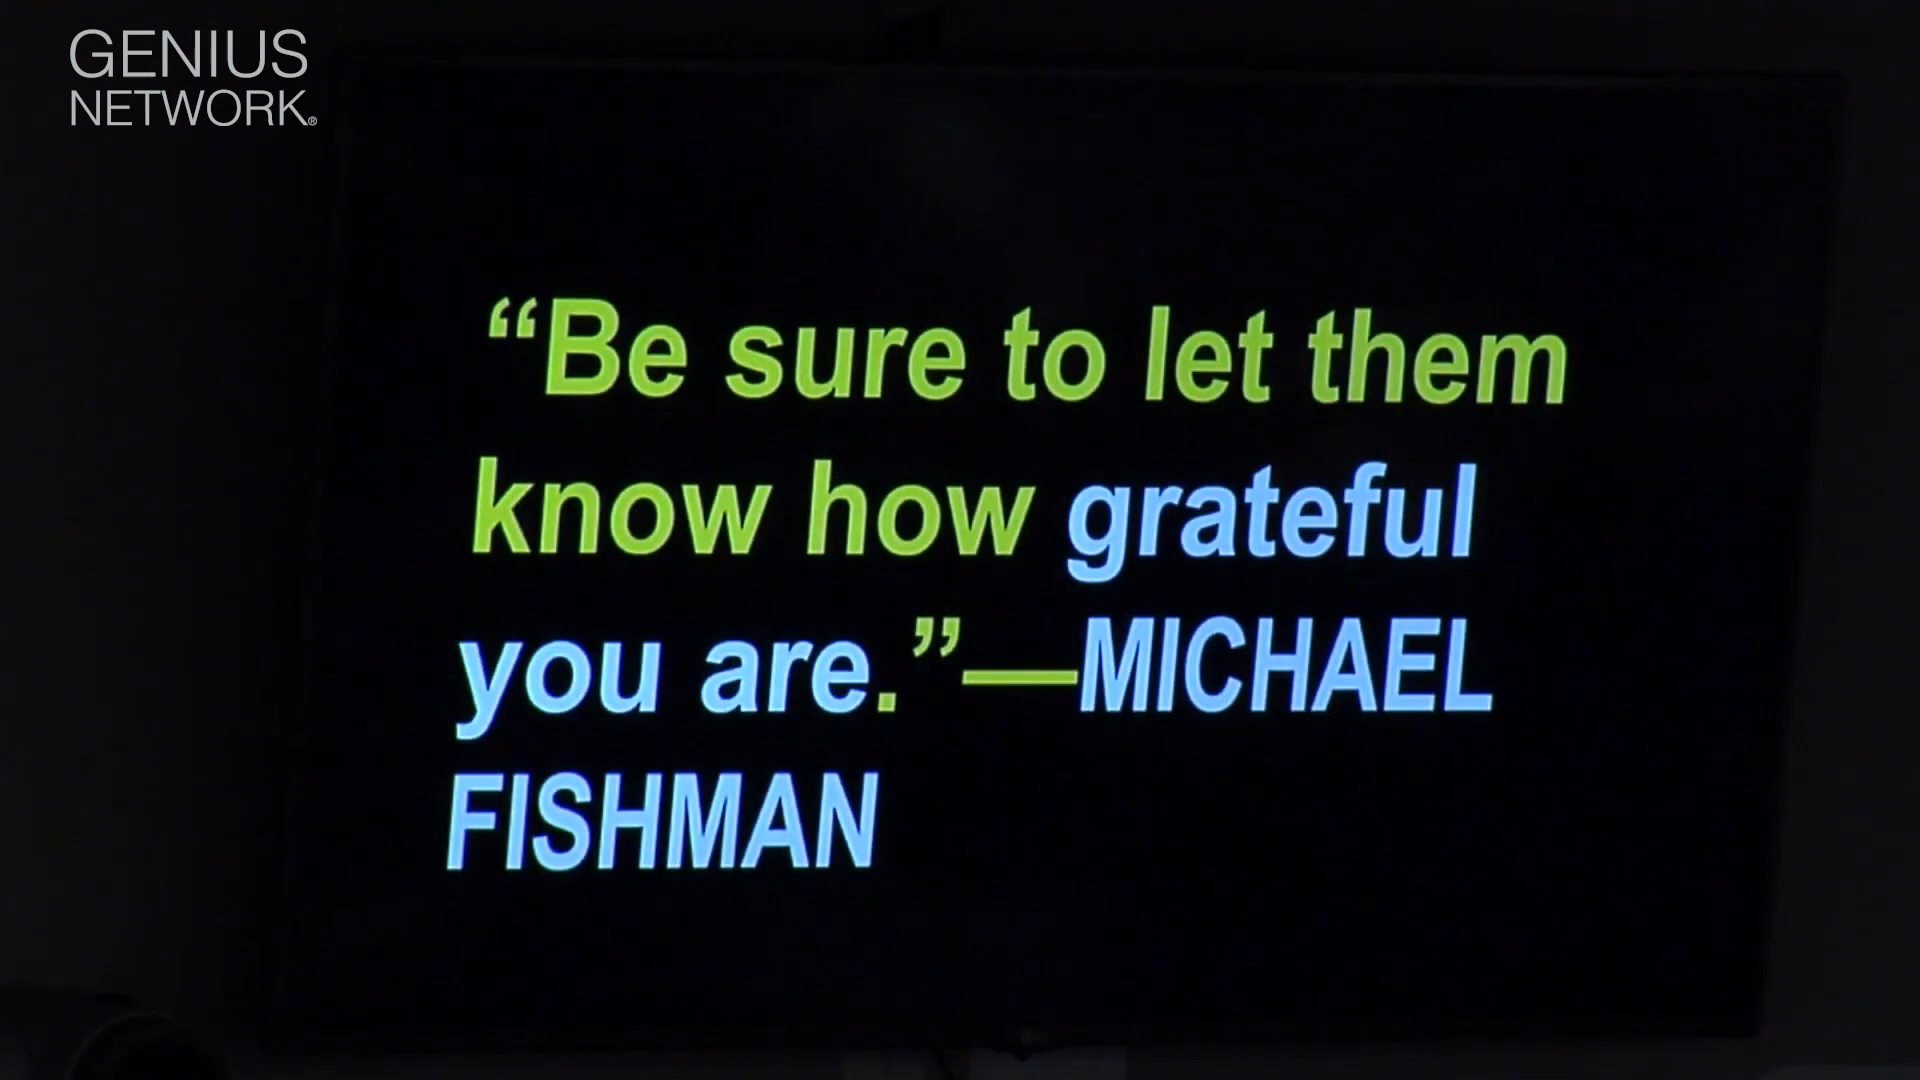 GENIUS
NETWORK®
“Be sure to let them
know how grateful
you are.”—MICHAEL
FISHMAN